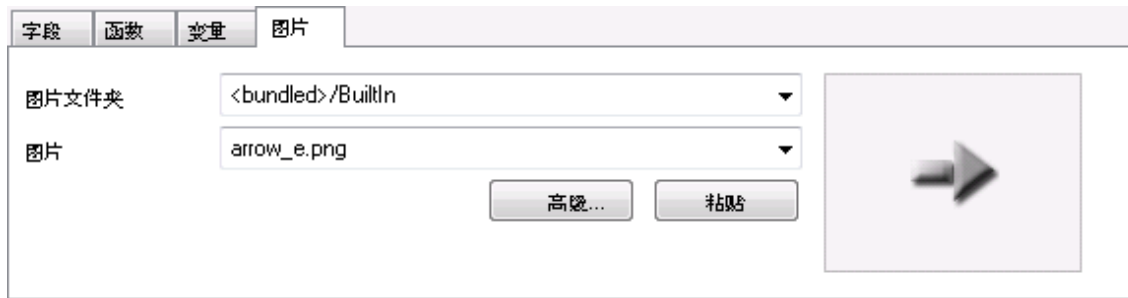 字段 函数 变量 图片
图片文件夹 <bundled>/BuiltIn
图片 arrow_e.png
高级... 粘贴